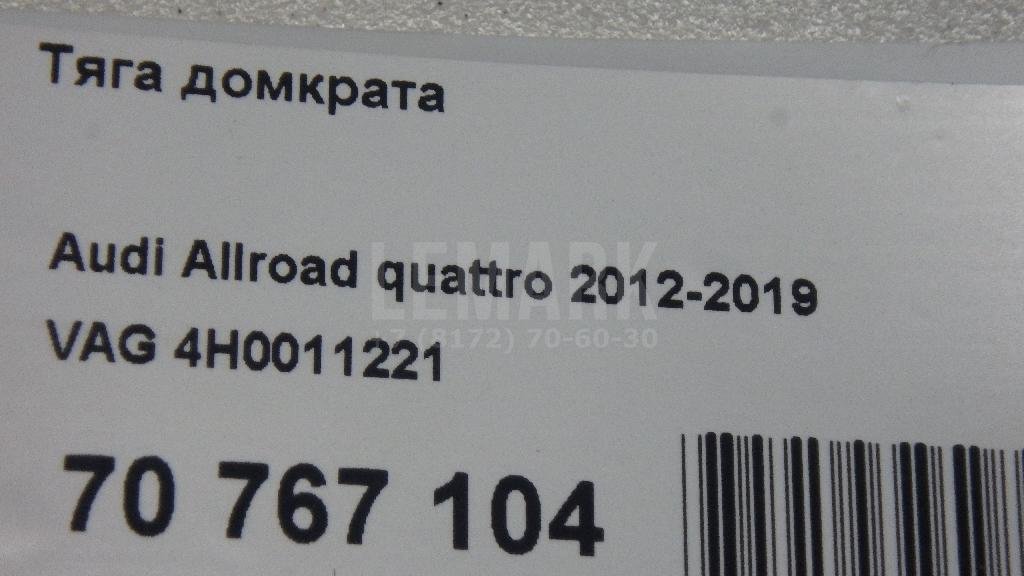 Тяга домкрата
Audi Allroad quattro 2012-2019
LEMARK
+7 (8172) 70-60-30
VAG 4H0011221
70 767 104